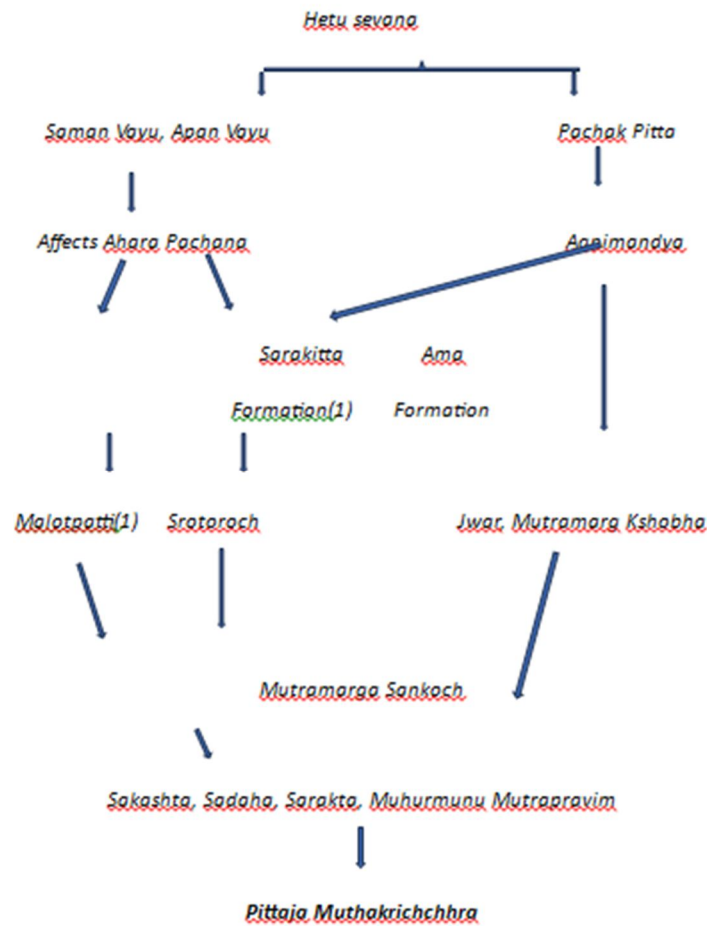 Hetu sevana
Saman Vayu, Apan Vayu
Pachak Pitta
Affects Ahara Pachana
Agnimandya
Sarakitta
Ama
Formation(1)
Formation
Malotpatti(1)
Srotoroch
Jwar, Mutramarg Kshobha
Mutramarga Sankoch
Sakashta, Sadaha, Sarakta, Muhurmunu Mutrapravim
Pittaja Muthakrichchhra